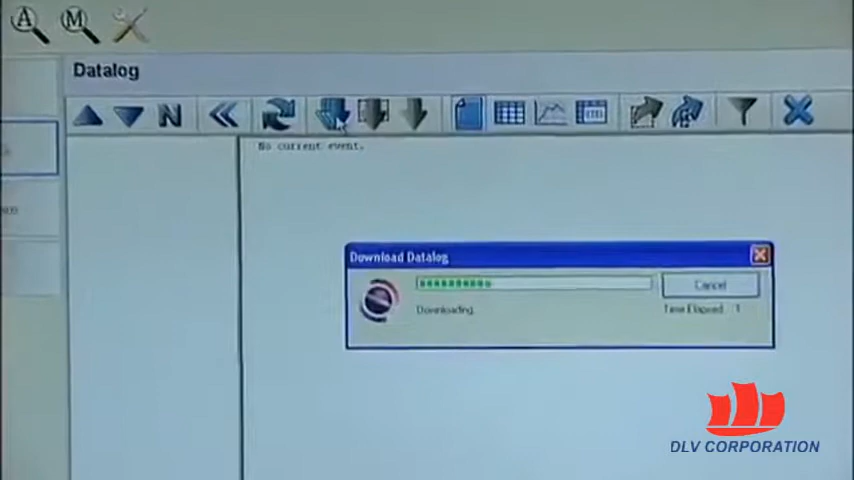 A M
Datalog
N
No current event.
Download Datalog
Cancel
Downloading
Time Elapsed: 1
DLV CORPORATION